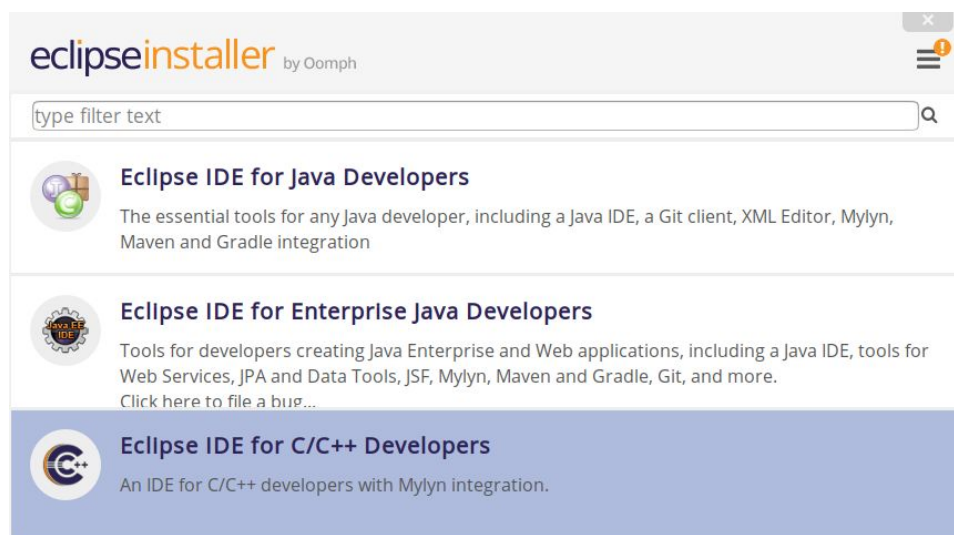 eclipseinstaller by Oomph
type filter text
Eclipse IDE for Java Developers
The essential tools for any Java developer, including a Java IDE, a Git client, XML Editor, Mylyn,
Maven and Gradle integration
Eclipse IDE for Enterprise Java Developers
Java EE
IDE
Tools for developers creating Java Enterprise and Web applications, including a Java IDE, tools for
Web Services, JPA and Data Tools, JSF, Mylyn, Maven and Gradle, Git, and more.
Click here to file a bug...
Eclipse IDE for C/C++ Developers
C++
An IDE for C/C++ developers with Mylyn integration.